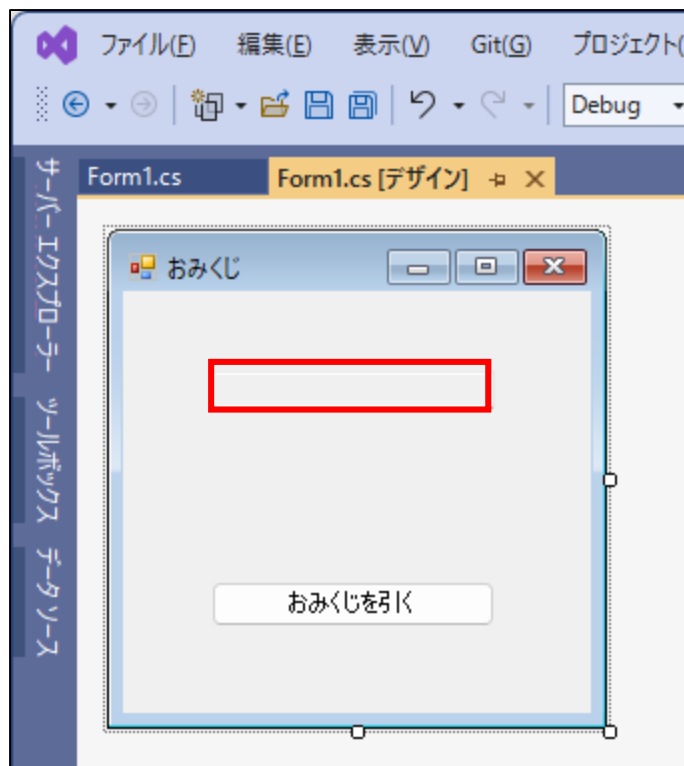 ファイル(F) 編集(E) 表示(V) Git(G) プロジェクト(
Debug
サーバー エクスプローラー
ツールボックス
データ ソース
Form1.cs Form1.cs [デザイン]
おみくじ
おみくじを引く